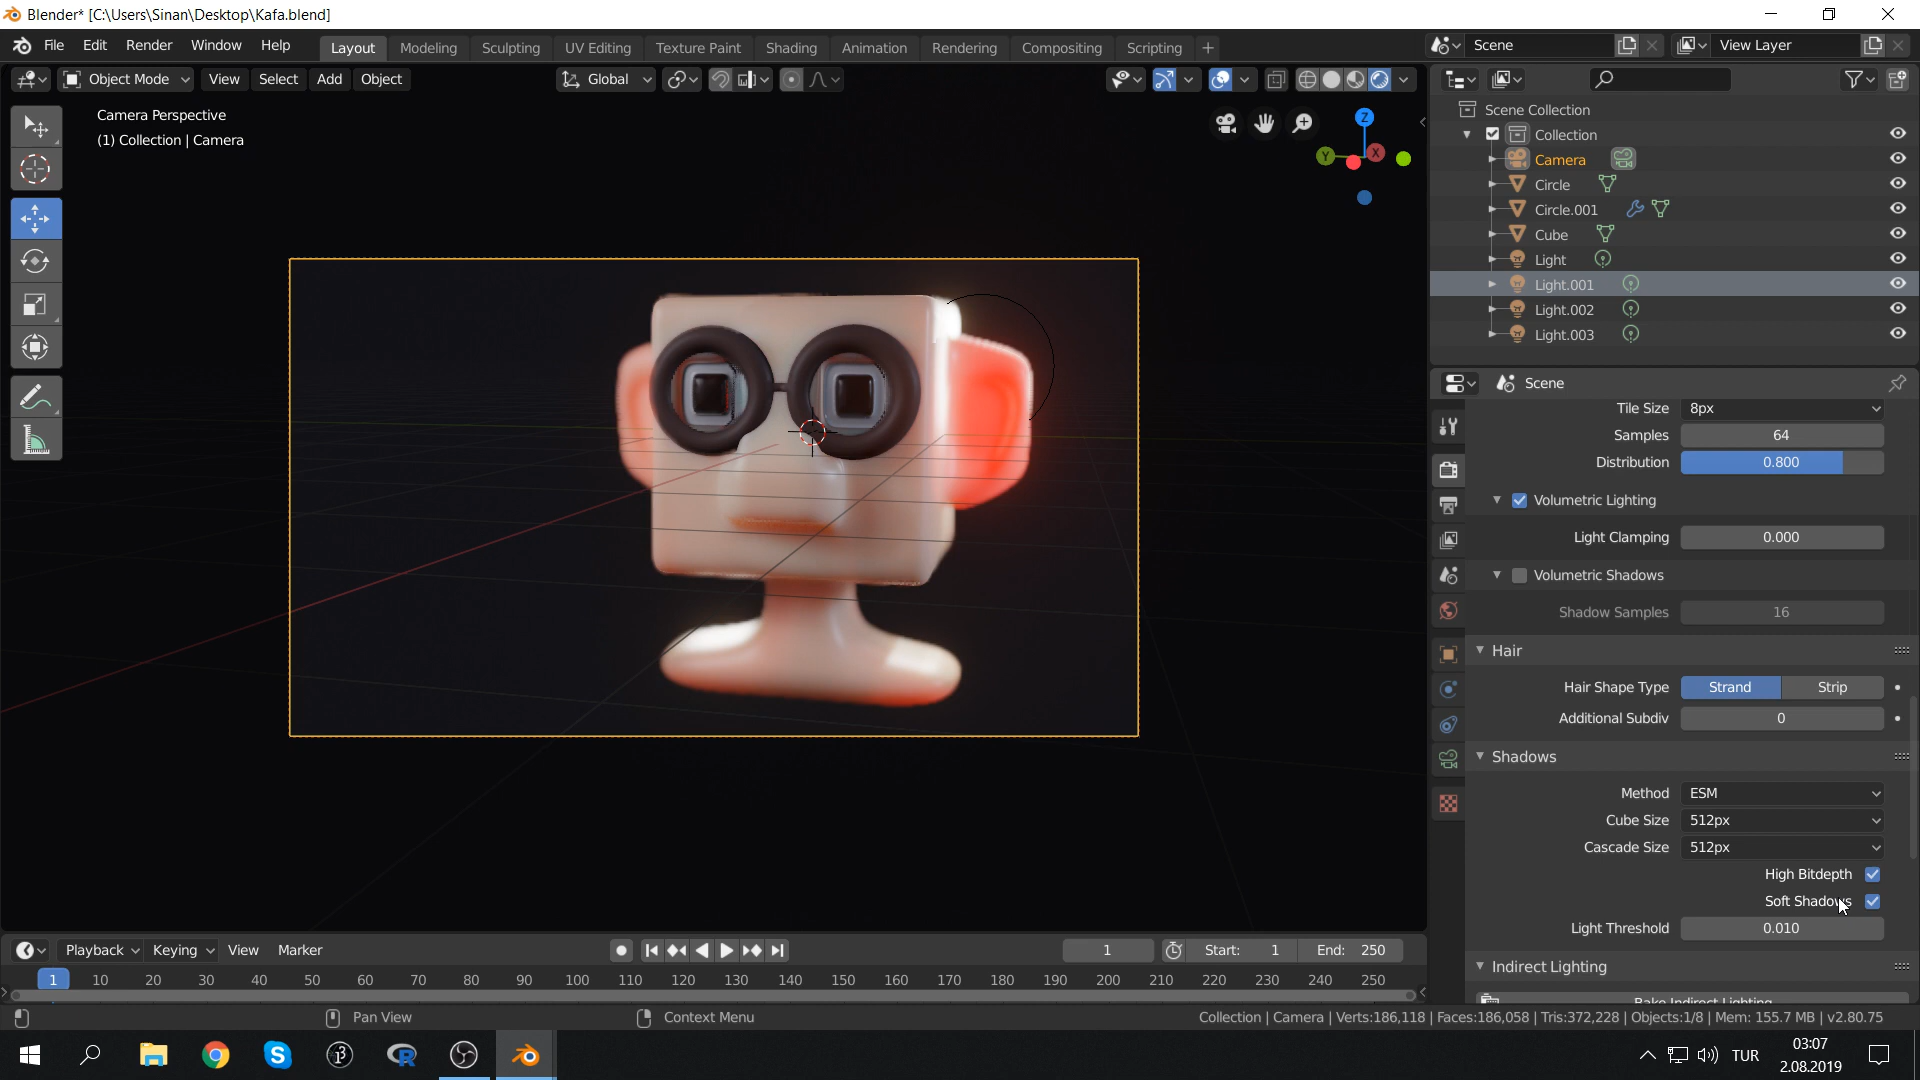 Blender* [C:\Users\Sinan\Desktop\Kafa.blend]
File Edit Render Window Help Layout Modeling Sculpting UV Editing Texture Paint Shading Animation Rendering Compositing Scripting + Scene View Layer
Object Mode View Select Add Object Global
Camera Perspective
(1) Collection | Camera
Z
Y X
Scene Collection
Collection
Camera
Circle
Circle.001
Cube
Light
Light.001
Light.002
Light.003
Scene
Tile Size 8px
Samples 64
Distribution 0.800
Volumetric Lighting
Light Clamping 0.000
Volumetric Shadows
Shadow Samples 16
Hair
Hair Shape Type Strand Strip
Additional Subdiv 0
Shadows
Method ESM
Cube Size 512px
Cascade Size 512px
High Bitdepth
Soft Shadows
Light Threshold 0.010
Indirect Lighting
Bake Indirect Lighting
Playback Keying View Marker 1 Start: 1 End: 250
1 10 20 30 40 50 60 70 80 90 100 110 120 130 140 150 160 170 180 190 200 210 220 230 240 250
Pan View Context Menu Collection | Camera | Verts:186,118 | Faces:186,058 | Tris:372,228 | Objects:1/8 | Mem: 155.7 MB | v2.80.75
TUR 03:07
2.08.2019